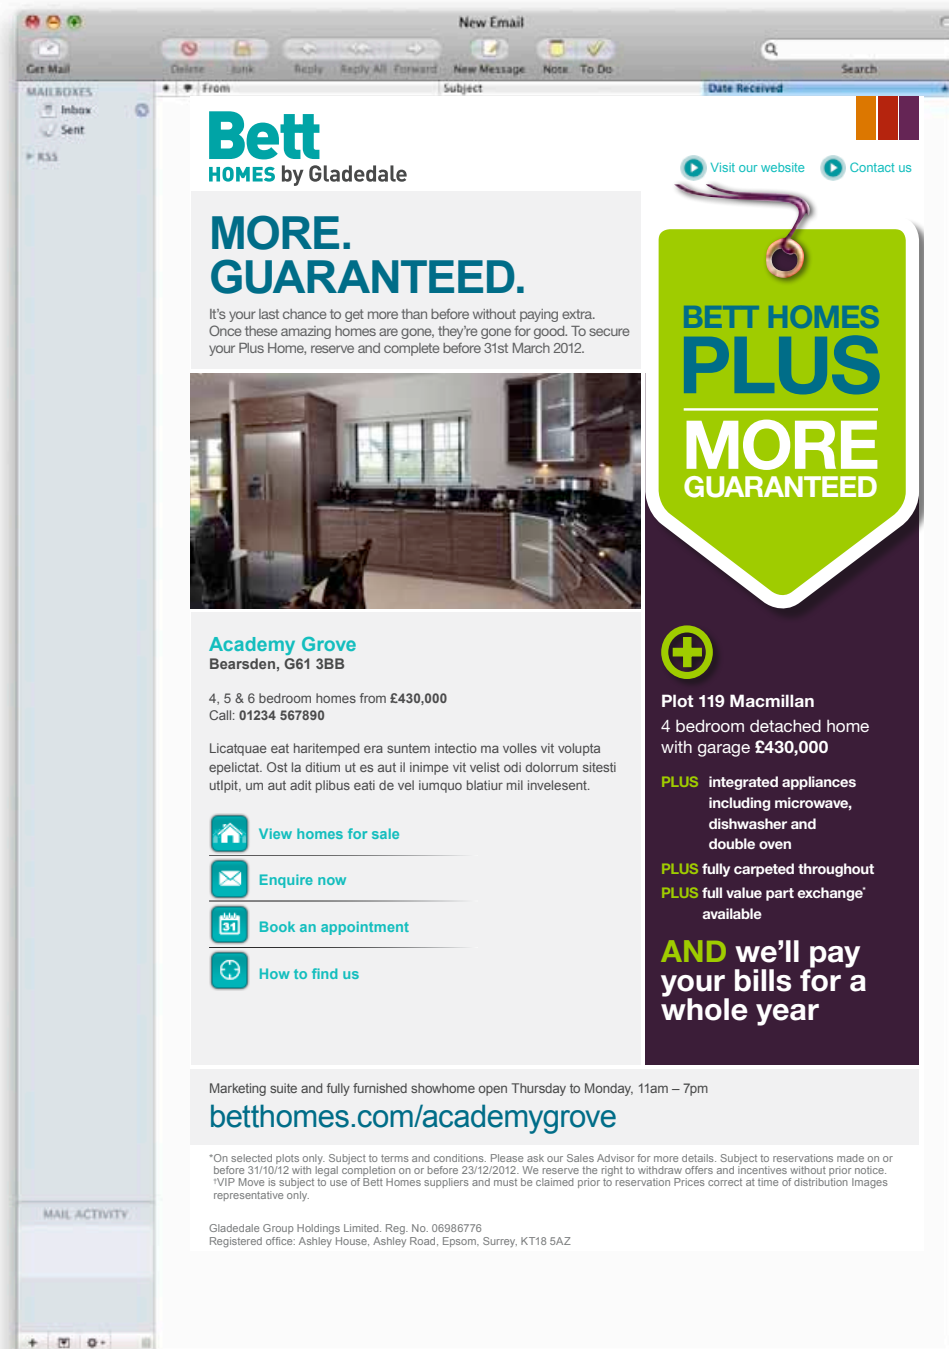 New Email
Get Mail
Delete
Junk
Reply
Reply All
Forward
New Message
Note
To Do
Search
MAILBOXES
Inbox
Sent
RSS
From
Subject
Date Received
Bett
HOMES by Gladedale
Visit our website
Contact us
MORE.
GUARANTEED.
It's your last chance to get more than before without paying extra.
Once these amazing homes are gone, they're gone for good. To secure
your Plus Home, reserve and complete before 31st March 2012.
BETT HOMES
PLUS
MORE
GUARANTEED
Academy Grove
Bearsden, G61 3BB
4, 5 & 6 bedroom homes from £430,000
Call: 01234 567890
Licatquae eat haritemped era suntem intectio ma volles vit volupta
epelictat. Ost la ditium ut es aut il inimpe vit velist odi dolorrum sitesti
utlpit, um aut adit plibus eati de vel iumquo blatiur mil invelesent.
View homes for sale
Enquire now
31
Book an appointment
How to find us
Plot 119 Macmillan
4 bedroom detached home
with garage £430,000
PLUS integrated appliances
including microwave,
dishwasher and
double oven
PLUS fully carpeted throughout
PLUS full value part exchange*
available
AND we'll pay
your bills for a
whole year
Marketing suite and fully furnished showhome open Thursday to Monday, 11am – 7pm
betthomes.com/academygrove
*On selected plots only. Subject to terms and conditions. Please ask our Sales Advisor for more details. Subject to reservations made on or
before 31/10/12 with legal completion on or before 23/12/2012. We reserve the right to withdraw offers and incentives without prior notice.
†VIP Move is subject to use of Bett Homes suppliers and must be claimed prior to reservation Prices correct at time of distribution Images
representative only.
Gladedale Group Holdings Limited. Reg. No. 06986776
Registered office: Ashley House, Ashley Road, Epsom, Surrey, KT18 5AZ
MAIL ACTIVITY